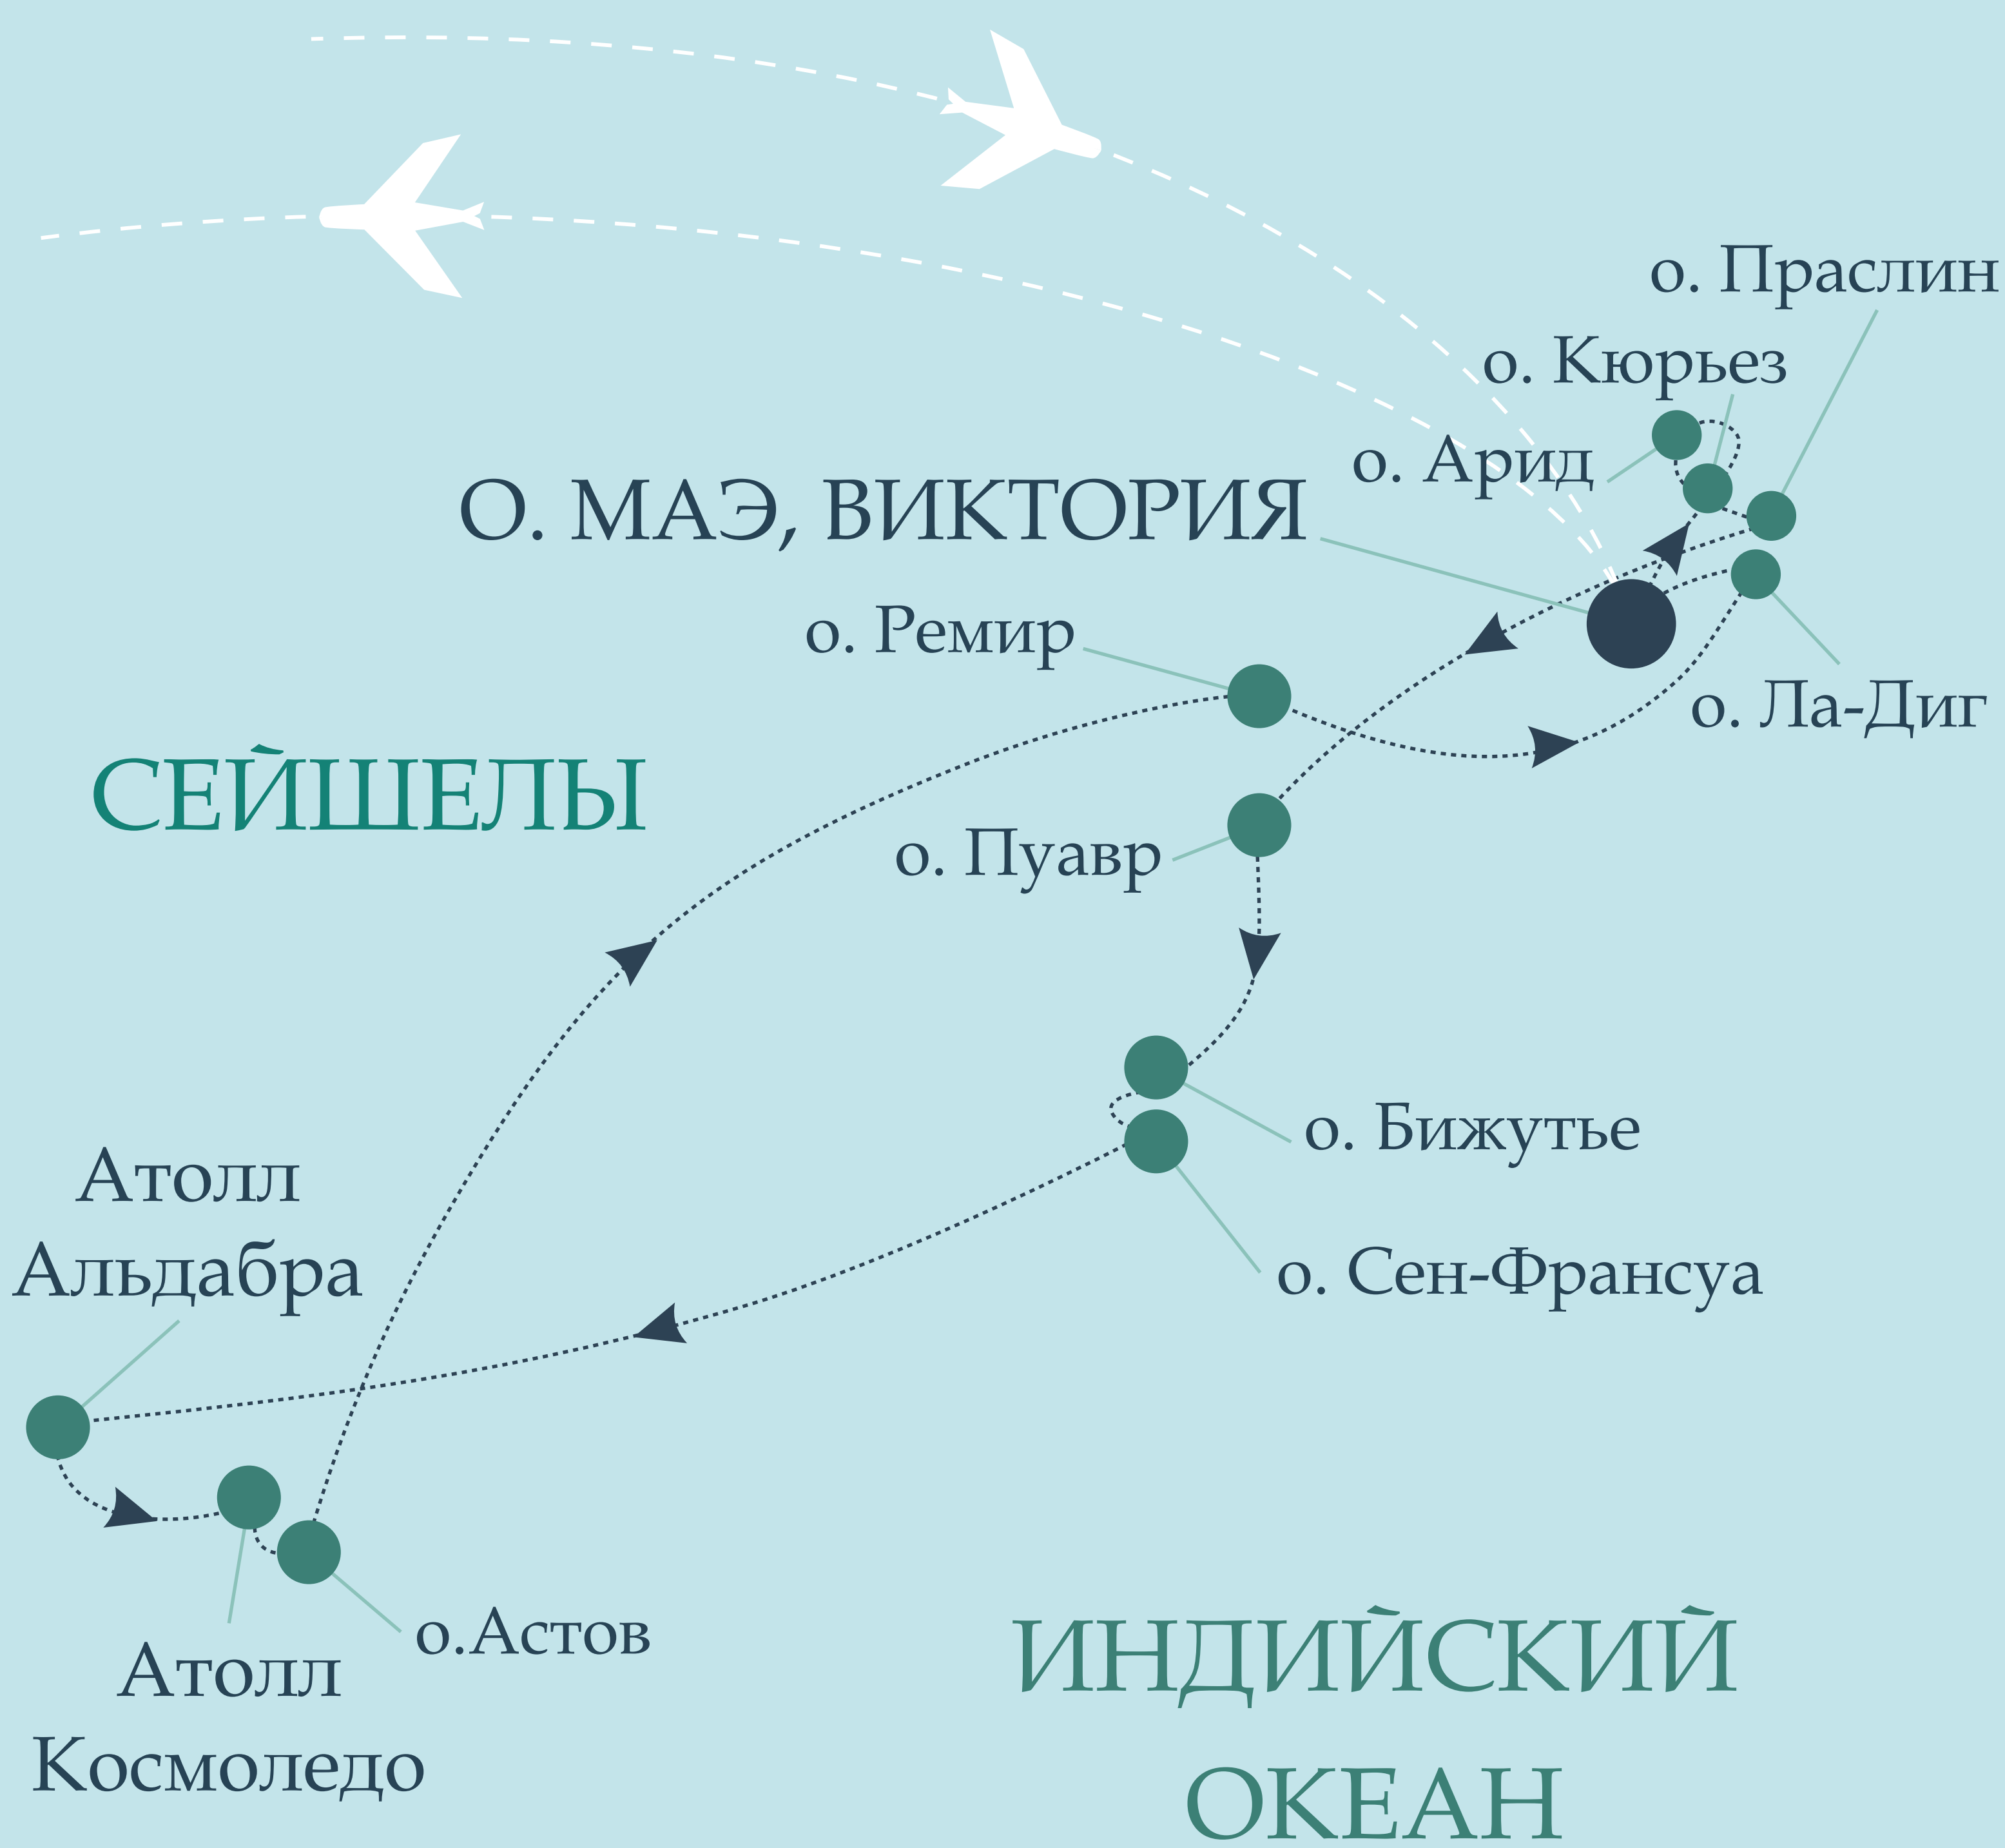 о. Праслин
о. Кюрьез
о. Арид
О. МАЭ, ВИКТОРИЯ
о. Ремир
о. Ла-Диг
СЕЙШЕЛЫ
о. Пуавр
о. Бижутье
Атолл
Альдабра
о. Сен-Франсуа
о.Астов
Атолл
Космоледо
ИНДИЙСКИЙ
ОКЕАН